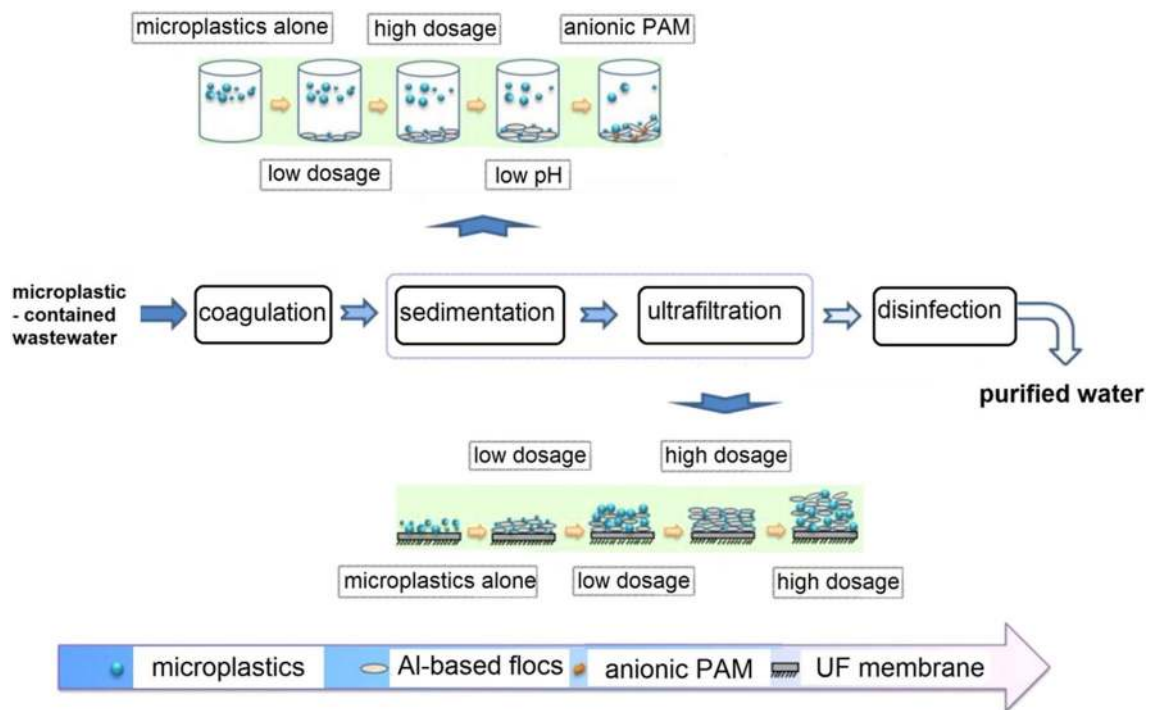 microplastics alone
high dosage
anionic PAM
low dosage
low pH
microplastic
- contained
wastewater
coagulation
sedimentation
ultrafiltration
disinfection
purified water
low dosage
high dosage
microplastics alone
low dosage
high dosage
microplastics
Al-based flocs
anionic PAM
UF membrane